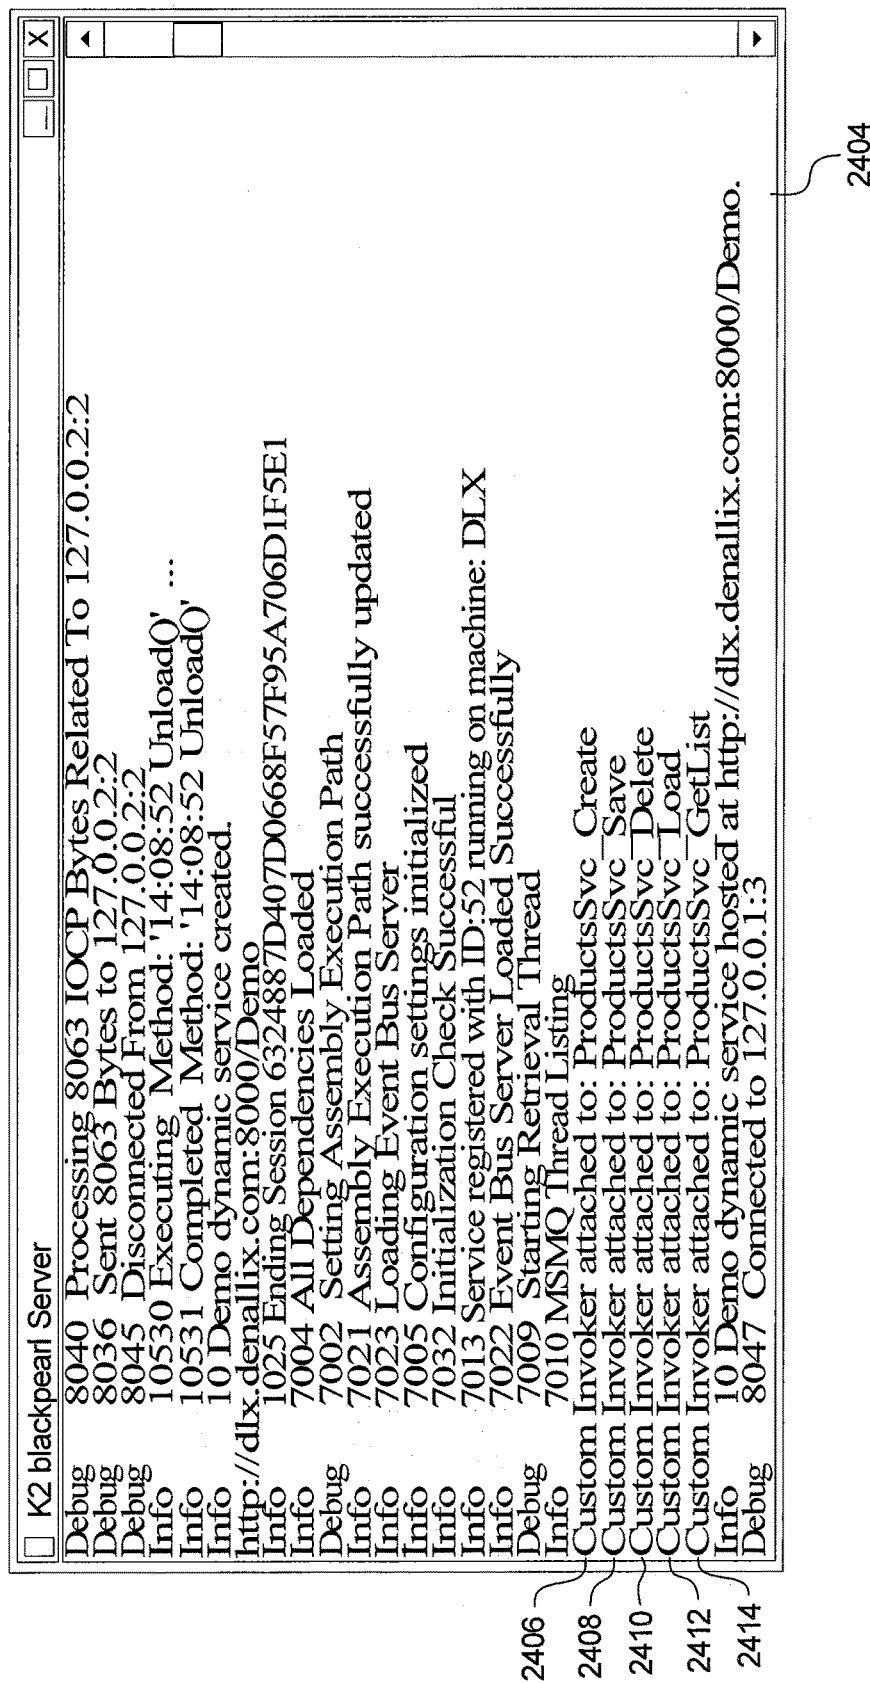 K2 blackpearl Server
Debug 8040 Processing 8063 IOCP Bytes Related To 127.0.0.2:2
Debug 8036 Sent 8063 Bytes to 127.0.0.2:2
Debug 8045 Disconnected From 127.0.0.2:2
Info 10530 Executing Method: '14:08:52 Unload()' ...
Info 10531 Completed Method: '14:08:52 Unload()'
Info 10 Demo dynamic service created.
http://dlx.denallix.com:8000/Demo
Info 1025 Ending Session 6324887D407D0668F57F95A706D1F5E1
Info 7004 All Dependencies Loaded
Debug 7002 Setting Assembly Execution Path
Info 7021 Assembly Execution Path successfully updated
Info 7023 Loading Event Bus Server
Info 7005 Configuration settings initialized
Info 7032 Initialization Check Successful
Info 7013 Service registered with ID:52 running on machine: DLX
Info 7022 Event Bus Server Loaded Successfully
Debug 7009 Starting Retrieval Thread
Info 7010 MSMQ Thread Listing
2406 Custom Invoker attached to: ProductsSvc_Create
2408 Custom Invoker attached to: ProductsSvc_Save
2410 Custom Invoker attached to: ProductsSvc_Delete
2412 Custom Invoker attached to: ProductsSvc_Load
2414 Custom Invoker attached to: ProductsSvc_GetList
Info 10 Demo dynamic service hosted at http://dlx.denallix.com:8000/Demo.
Debug 8047 Connected to 127.0.0.1:3
2404